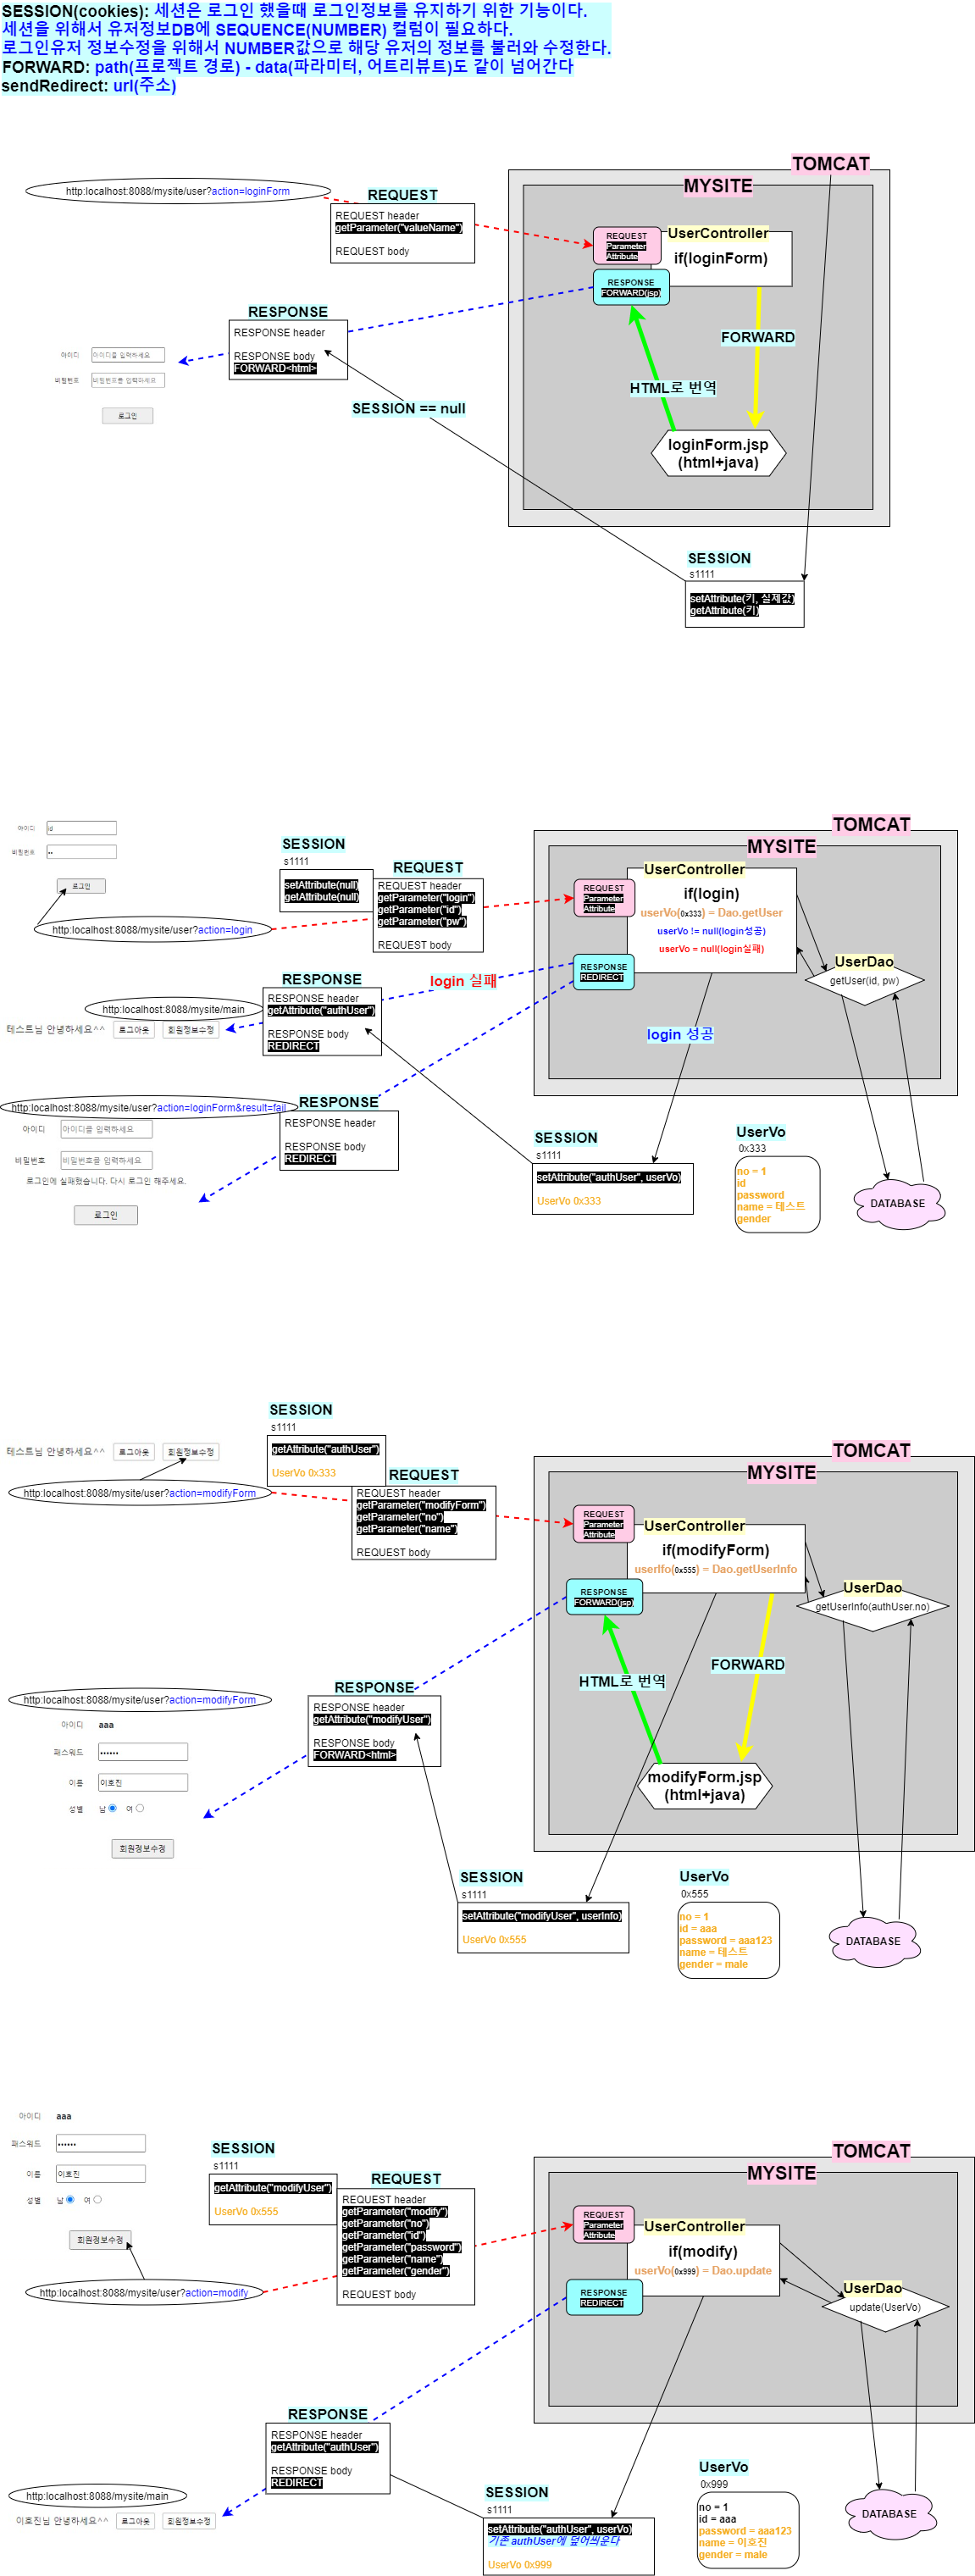 SESSION(cookies): 세션은 로그인 했을때 로그인정보를 유지하기 위한 기능이다.
세션을 위해서 유저정보DB에 SEQUENCE(NUMBER) 컬럼이 필요하다.
로그인유저 정보수정을 위해서 NUMBER값으로 해당 유저의 정보를 불러와 수정한다.
FORWARD: path(프로젝트 경로) - data(파라미터, 어트리뷰트)도 같이 넘어간다
sendRedirect: url(주소)
TOMCAT
MYSITE
http:localhost:8088/mysite/user?action=loginForm
REQUEST
REQUEST header
getParameter("valueName")
REQUEST body
REQUEST
Parameter
Attribute
UserController
if(loginForm)
RESPONSE
FORWARD(jsp)
RESPONSE
RESPONSE header
RESPONSE body
FORWARD<html>
아이디
아이디를 입력하세요
비밀번호
비밀번호를 입력하세요
로그인
FORWARD
HTML로 번역
SESSION == null
loginForm.jsp
(html+java)
SESSION
s1111
setAttribute(키, 실제값)
getAttribute(키)
아이디
id
비밀번호
••
로그인
http:localhost:8088/mysite/user?action=login
SESSION
s1111
setAttribute(null)
getAttribute(null)
REQUEST
REQUEST header
getParameter("login")
getParameter("id")
getParameter("pw")
REQUEST body
TOMCAT
MYSITE
UserController
REQUEST
Parameter
Attribute
if(login)
userVo(0x333) = Dao.getUser
userVo != null(login성공)
userVo = null(login실패)
RESPONSE
REDIRECT
UserDao
getUser(id, pw)
login 실패
login 성공
RESPONSE
RESPONSE header
getAttribute("authUser")
RESPONSE body
REDIRECT
http:localhost:8088/mysite/main
테스트님 안녕하세요^^
로그아웃
회원정보수정
http:localhost:8088/mysite/user?action=loginForm&result=fail
아이디
아이디를 입력하세요
비밀번호
비밀번호를 입력하세요
로그인에 실패했습니다. 다시 로그인 해주세요.
로그인
RESPONSE
RESPONSE header
RESPONSE body
REDIRECT
SESSION
s1111
setAttribute("authUser", userVo)
UserVo 0x333
UserVo
0x333
no = 1
id
password
name = 테스트
gender
DATABASE
SESSION
s1111
getAttribute("authUser")
UserVo 0x333
테스트님 안녕하세요^^
로그아웃
회원정보수정
http:localhost:8088/mysite/user?action=modifyForm
REQUEST
REQUEST header
getParameter("modifyForm")
getParameter("no")
getParameter("name")
REQUEST body
TOMCAT
MYSITE
REQUEST
Parameter
Attribute
UserController
if(modifyForm)
userIfo(0x555) = Dao.getUserInfo
RESPONSE
FORWARD(jsp)
UserDao
getUserInfo(authUser.no)
FORWARD
HTML로 번역
modifyForm.jsp
(html+java)
RESPONSE
RESPONSE header
getAttribute("modifyUser")
RESPONSE body
FORWARD<html>
http:localhost:8088/mysite/user?action=modifyForm
아이디
aaa
패스워드
••••••
이름
이호진
성별
남
여
회원정보수정
SESSION
s1111
setAttribute("modifyUser", userInfo)
UserVo 0x555
UserVo
0x555
no = 1
id = aaa
password = aaa123
name = 테스트
gender = male
DATABASE
아이디
aaa
패스워드
••••••
이름
이호진
성별
남
여
회원정보수정
http:localhost:8088/mysite/user?action=modify
SESSION
s1111
getAttribute("modifyUser")
UserVo 0x555
REQUEST
REQUEST header
getParameter("modify")
getParameter("no")
getParameter("id")
getParameter("password")
getParameter("name")
getParameter("gender")
REQUEST body
TOMCAT
MYSITE
REQUEST
Parameter
Attribute
UserController
if(modify)
userVo(0x999) = Dao.update
RESPONSE
REDIRECT
UserDao
update(UserVo)
RESPONSE
RESPONSE header
getAttribute("authUser")
RESPONSE body
REDIRECT
http:localhost:8088/mysite/main
이호진님 안녕하세요^^
로그아웃
회원정보수정
SESSION
s1111
setAttribute("authUser", userVo)
기존 authUser에 덮어씌운다
UserVo 0x999
UserVo
0x999
no = 1
id = aaa
password = aaa123
name = 이호진
gender = male
DATABASE